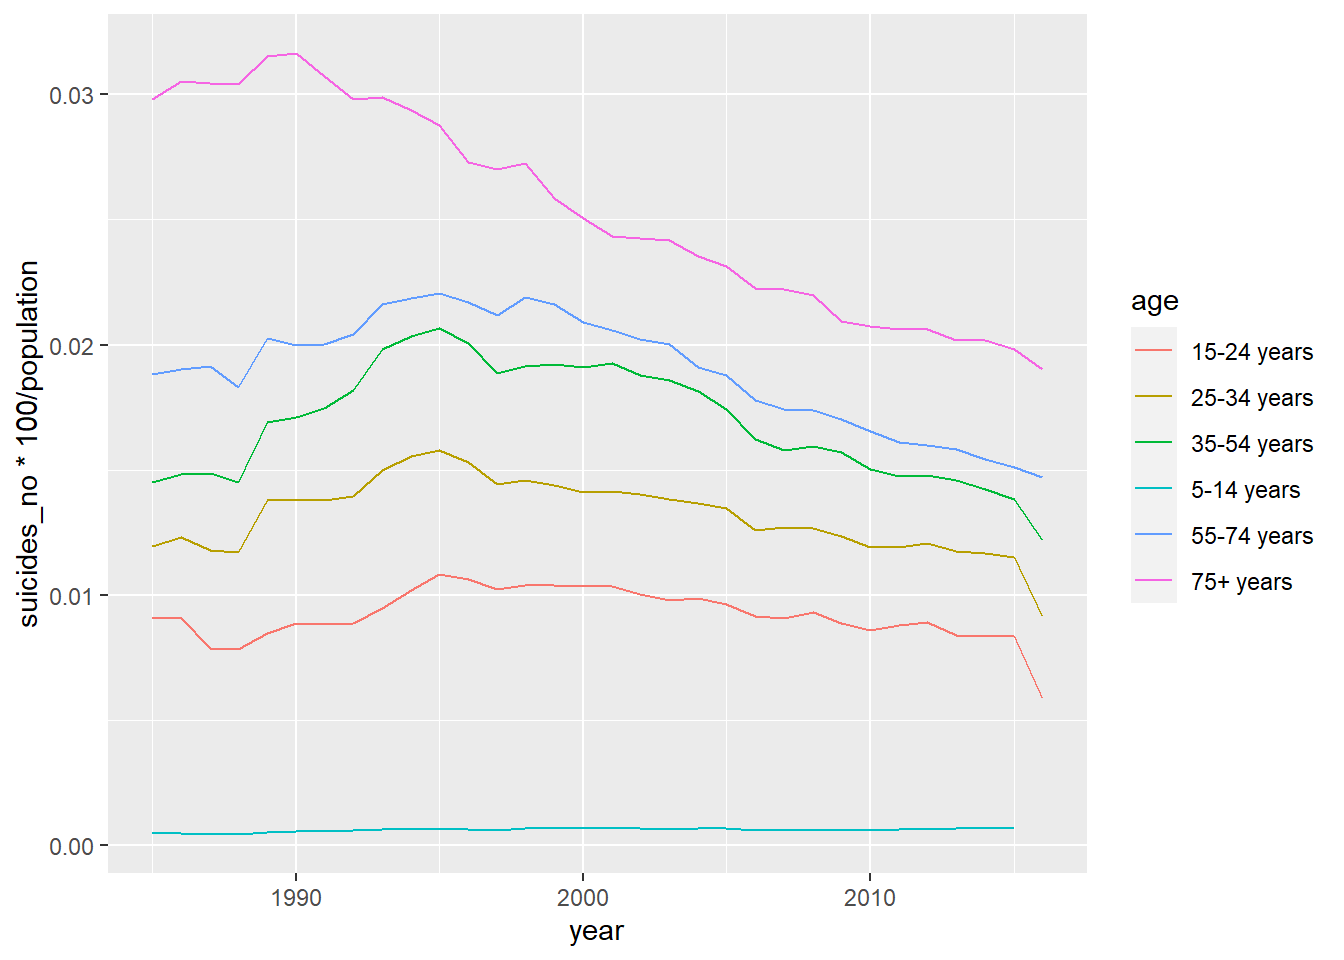 0.03
0.02
0.01
0.00
suicides_no * 100/population
1990
2000
2010
year
age
15-24 years
25-34 years
35-54 years
5-14 years
55-74 years
75+ years